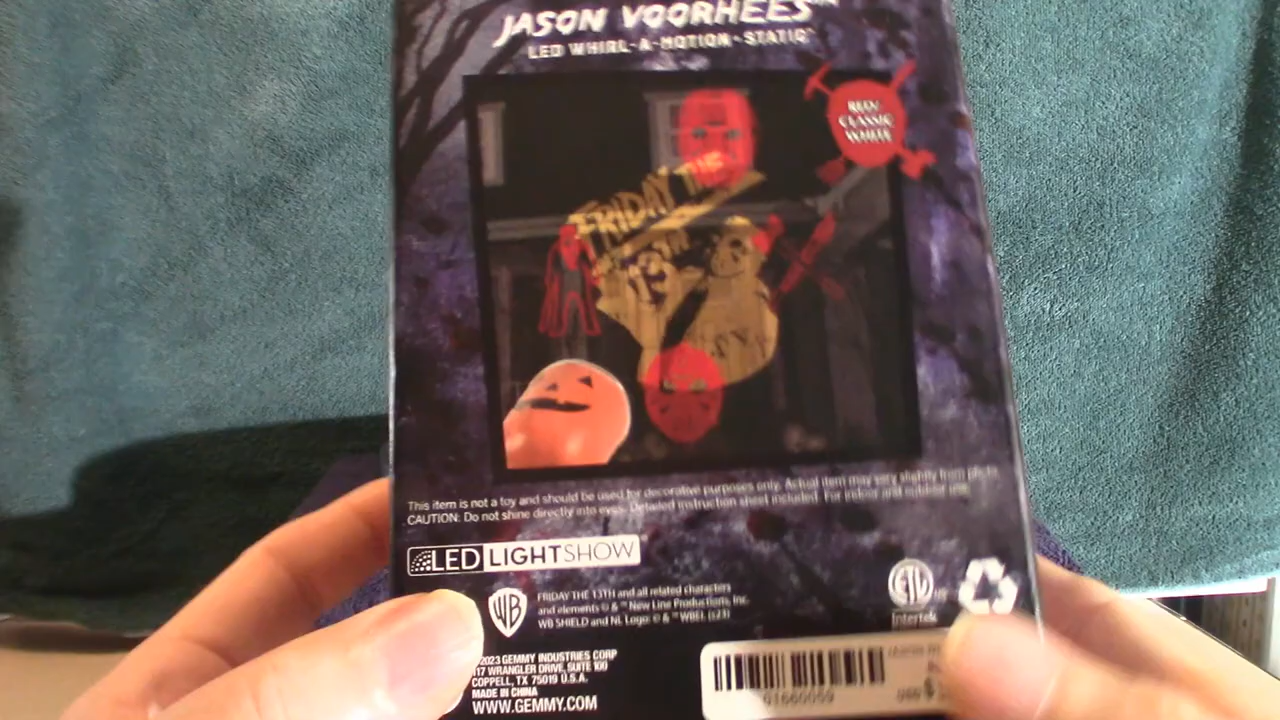 JASON VOORHEES™
LED WHIRL-A-MOTION-STATIC™
RED/
CLASSIC
WHITE
FRIDAY THE
13TH
This item is not a toy and should be used for decorative purposes only. Actual item may vary slightly from photo.
CAUTION: Do not shine directly into eyes. Detailed instruction sheet included. For indoor and outdoor use.
LED LIGHTSHOW
WB
FRIDAY THE 13TH and all related characters
and elements © & ™ New Line Productions, Inc.
WB SHIELD and NL Logo: © & ™ WBEI. (s23)
ETL
Intertek
2023 GEMMY INDUSTRIES CORP
117 WRANGLER DRIVE, SUITE 100
COPPELL, TX 75019 U.S.A.
MADE IN CHINA
WWW.GEMMY.COM